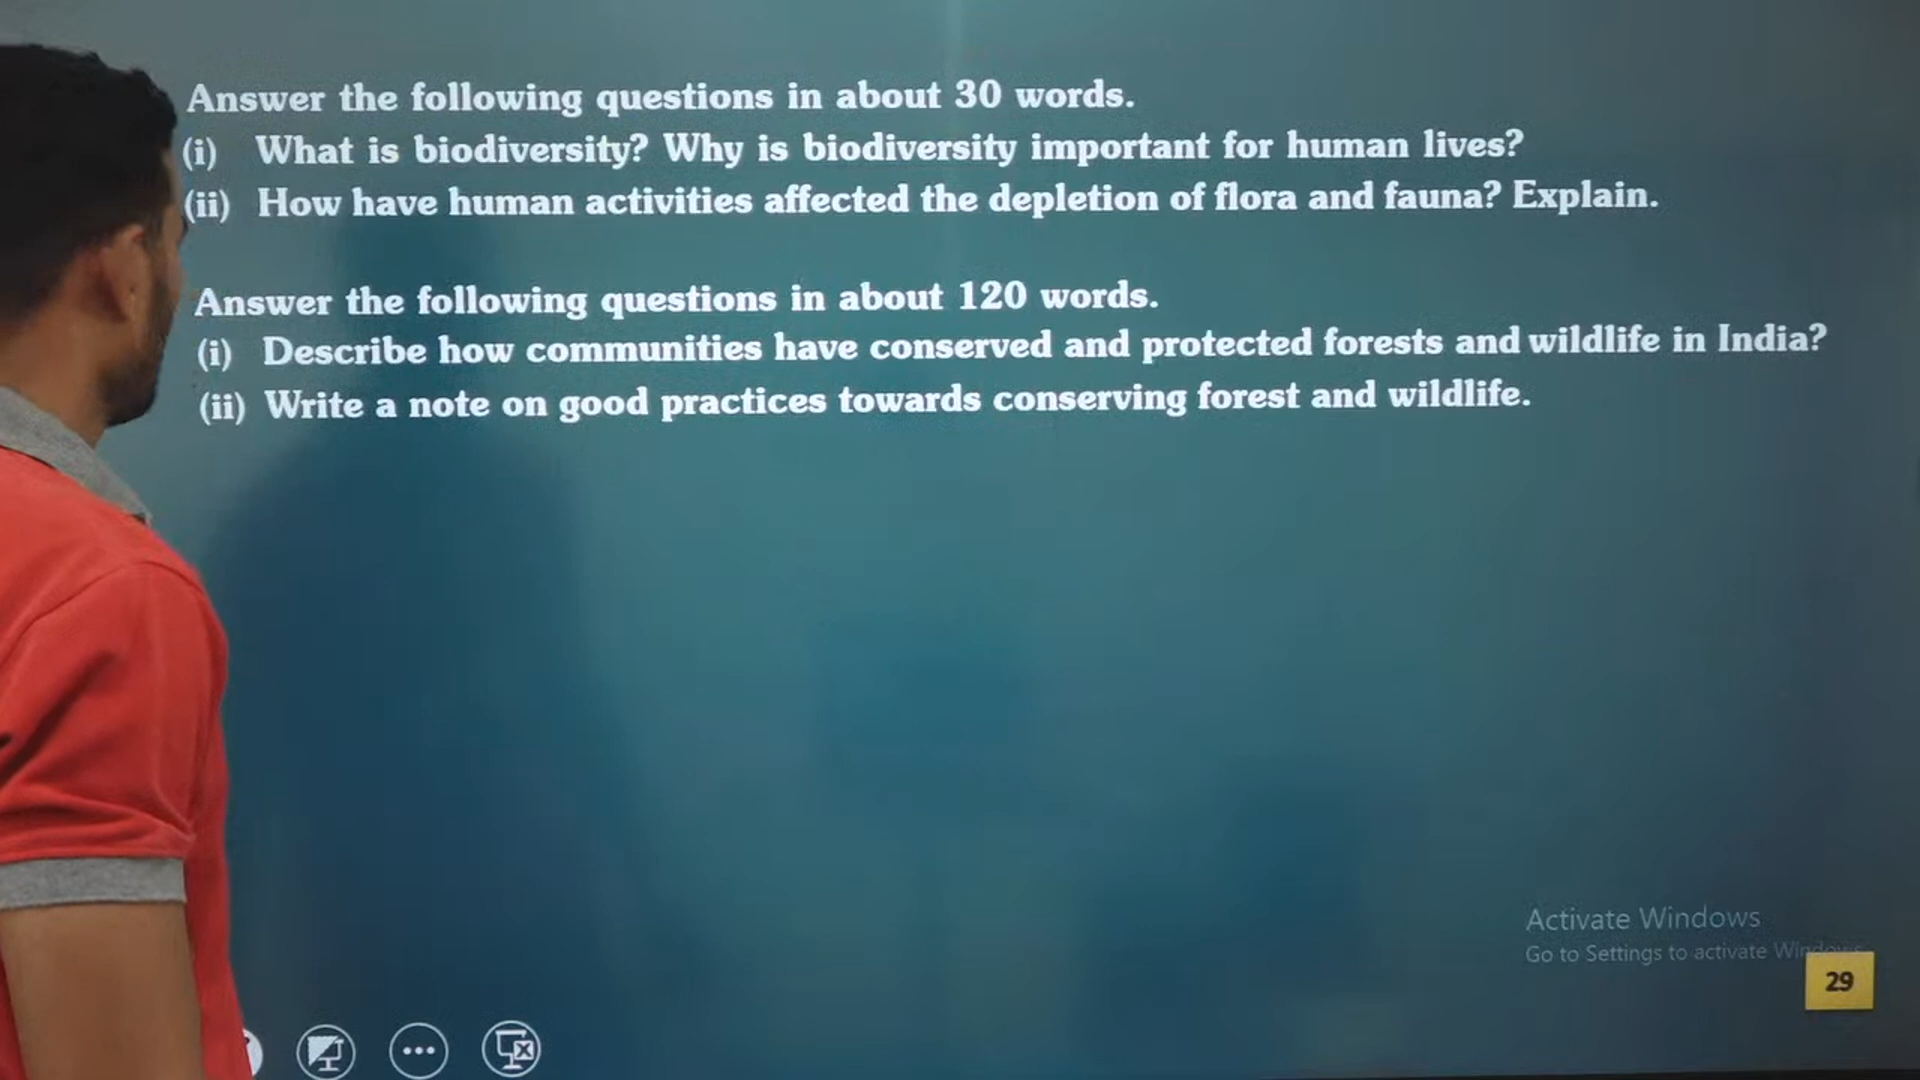 Answer the following questions in about 30 words.
(i) What is biodiversity? Why is biodiversity important for human lives?
(ii) How have human activities affected the depletion of flora and fauna? Explain.
Answer the following questions in about 120 words.
(i) Describe how communities have conserved and protected forests and wildlife in India?
(ii) Write a note on good practices towards conserving forest and wildlife.
Activate Windows
Go to Settings to activate Windows.
29